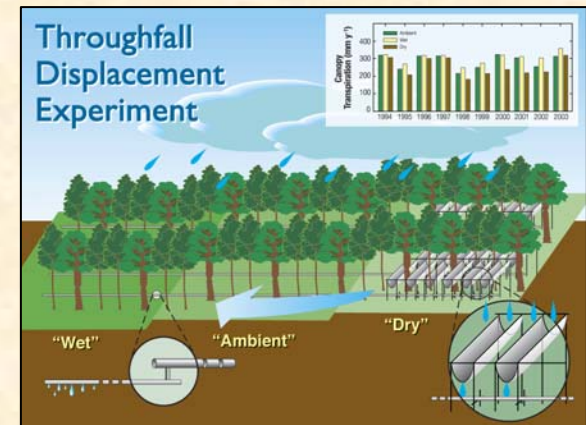 Throughfall
Displacement
Experiment
Canopy
Transpiration (mm y-1)
400
300
200
100
0
Ambient
Wet
Dry
1994 1995 1996 1997 1998 1999 2000 2001 2002 2003
"Wet"
"Ambient"
"Dry"